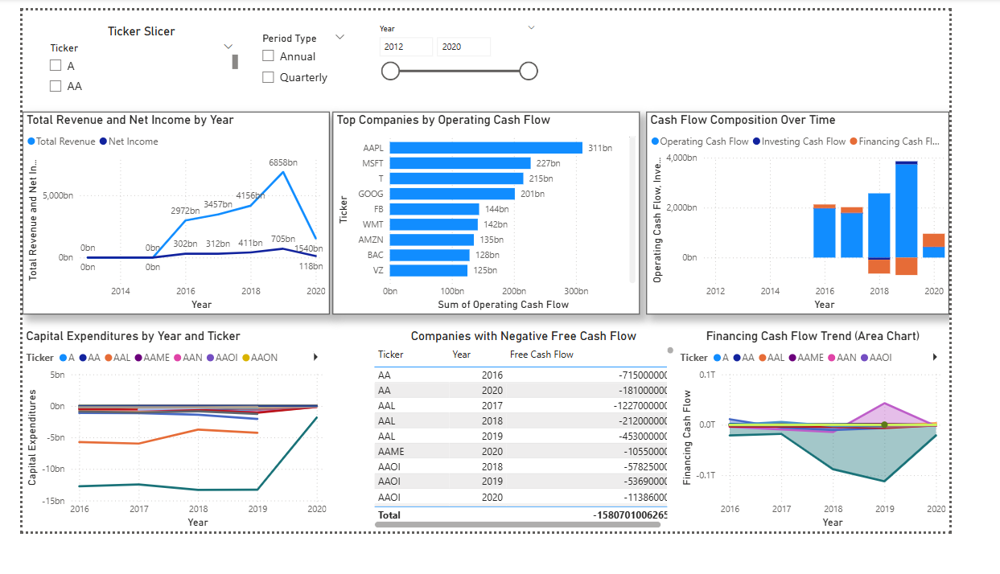 Ticker Slicer
Ticker
A
AA
Period Type
Annual
Quarterly
Year
2012 2020
Total Revenue and Net Income by Year
Total Revenue Net Income
Total Revenue and Net In...
5,000bn
0bn
0bn
0bn
0bn
0bn
2972bn
3457bn
4156bn
6858bn
1540bn
302bn
312bn
411bn
705bn
118bn
2014 2016 2018 2020
Year
Top Companies by Operating Cash Flow
Ticker
AAPL 311bn
MSFT 227bn
T 215bn
GOOG 201bn
FB 144bn
WMT 142bn
AMZN 135bn
BAC 128bn
VZ 125bn
0bn 100bn 200bn 300bn
Sum of Operating Cash Flow
Cash Flow Composition Over Time
Operating Cash Flow Investing Cash Flow Financing Cash Fl...
Operating Cash Flow, Inve...
4,000bn
2,000bn
0bn
2012 2014 2016 2018 2020
Year
Capital Expenditures by Year and Ticker
Ticker A AA AAL AAME AAN AAOI AAON
Capital Expenditures
5bn
0bn
-5bn
-10bn
-15bn
2016 2017 2018 2019 2020
Year
Companies with Negative Free Cash Flow
Ticker Year Free Cash Flow
AA 2016 -715000000
AA 2020 -181000000
AAL 2017 -1227000000
AAL 2018 -212000000
AAL 2019 -453000000
AAME 2020 -1055000
AAOI 2018 -57825000
AAOI 2019 -53690000
AAOI 2020 -11386000
Total -1580701006265
Financing Cash Flow Trend (Area Chart)
Ticker A AA AAL AAME AAN AAOI
Financing Cash Flow
0.1T
0.0T
-0.1T
2016 2017 2018 2019 2020
Year